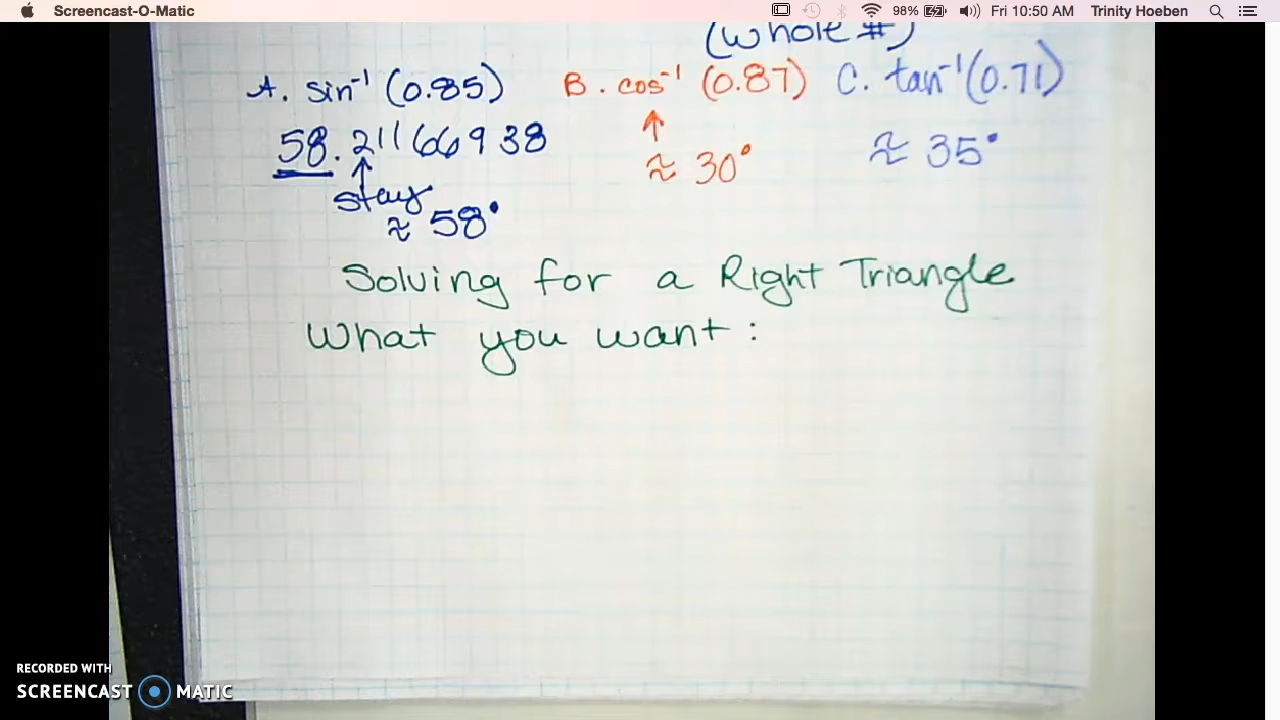 Screencast-O-Matic 98% Fri 10:50 AM Trinity Hoeben
(whole #)
A. sin⁻¹ (0.85) B. cos⁻¹ (0.87) C. tan⁻¹(0.71)
58.21166938
≈ 30° ≈ 35°
stay
≈ 58°
Solving for a Right Triangle
What you want:
RECORDED WITH
SCREENCAST O MATIC